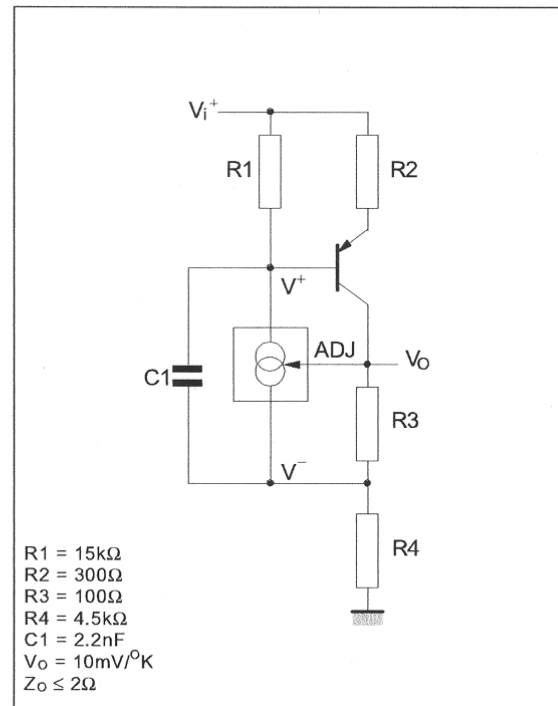 Vi+
R1
R2
V+
ADJ
VO
C1
R3
V−
R4
R1 = 15kΩ
R2 = 300Ω
R3 = 100Ω
R4 = 4.5kΩ
C1 = 2.2nF
VO = 10mV/OK
ZO ≤ 2Ω